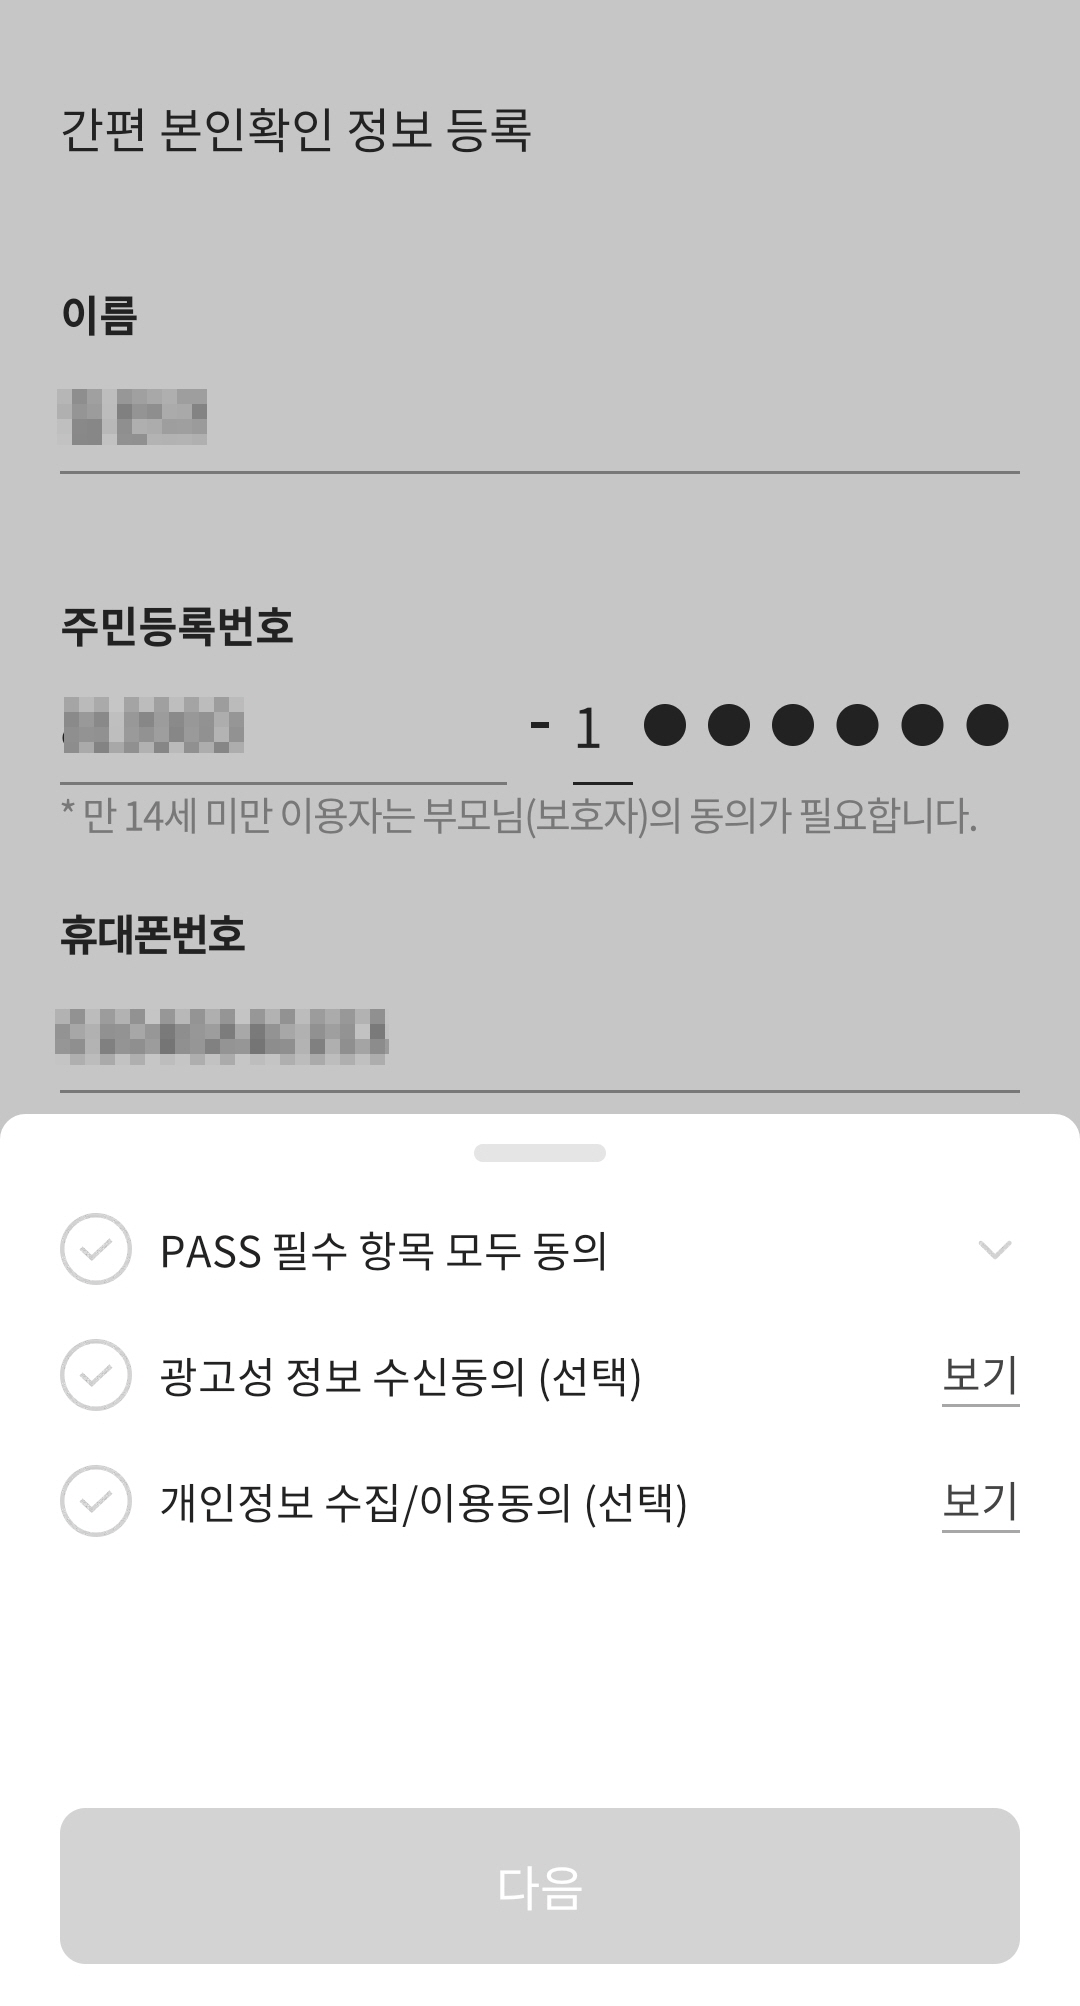 간편 본인확인 정보 등록
이름
주민등록번호
- 1 ●●●●●●
* 만 14세 미만 이용자는 부모님(보호자)의 동의가 필요합니다.
휴대폰번호
PASS 필수 항목 모두 동의
광고성 정보 수신동의 (선택) 보기
개인정보 수집/이용동의 (선택) 보기
다음